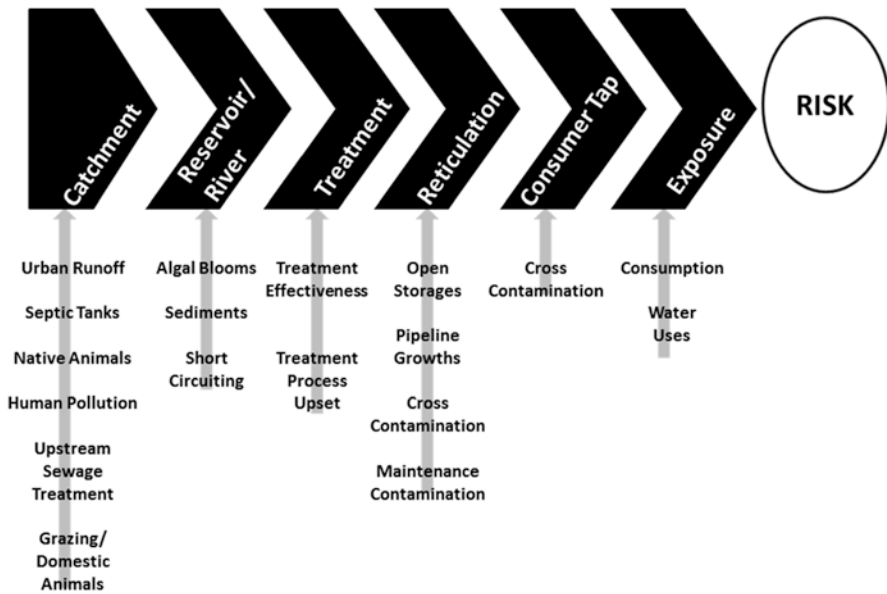 Catchment
Reservoir/
River
Treatment
Reticulation
Consumer Tap
Exposure
RISK
Urban Runoff
Septic Tanks
Native Animals
Human Pollution
Upstream
Sewage
Treatment
Grazing/
Domestic
Animals
Algal Blooms
Sediments
Short
Circuiting
Treatment
Effectiveness
Treatment
Process
Upset
Open
Storages
Pipeline
Growths
Cross
Contamination
Maintenance
Contamination
Cross
Contamination
Consumption
Water
Uses